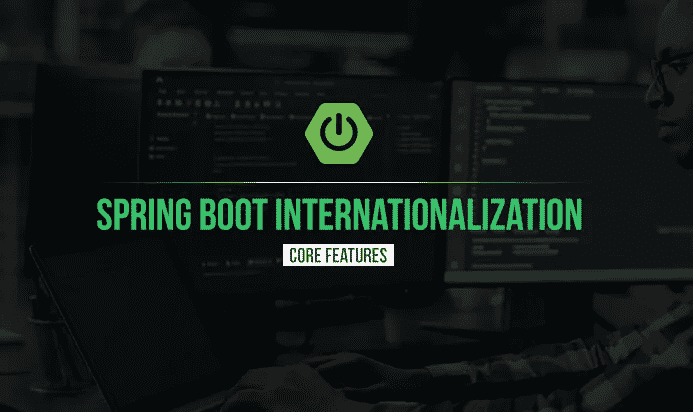 SPRING BOOT INTERNATIONALIZATION
CORE FEATURES